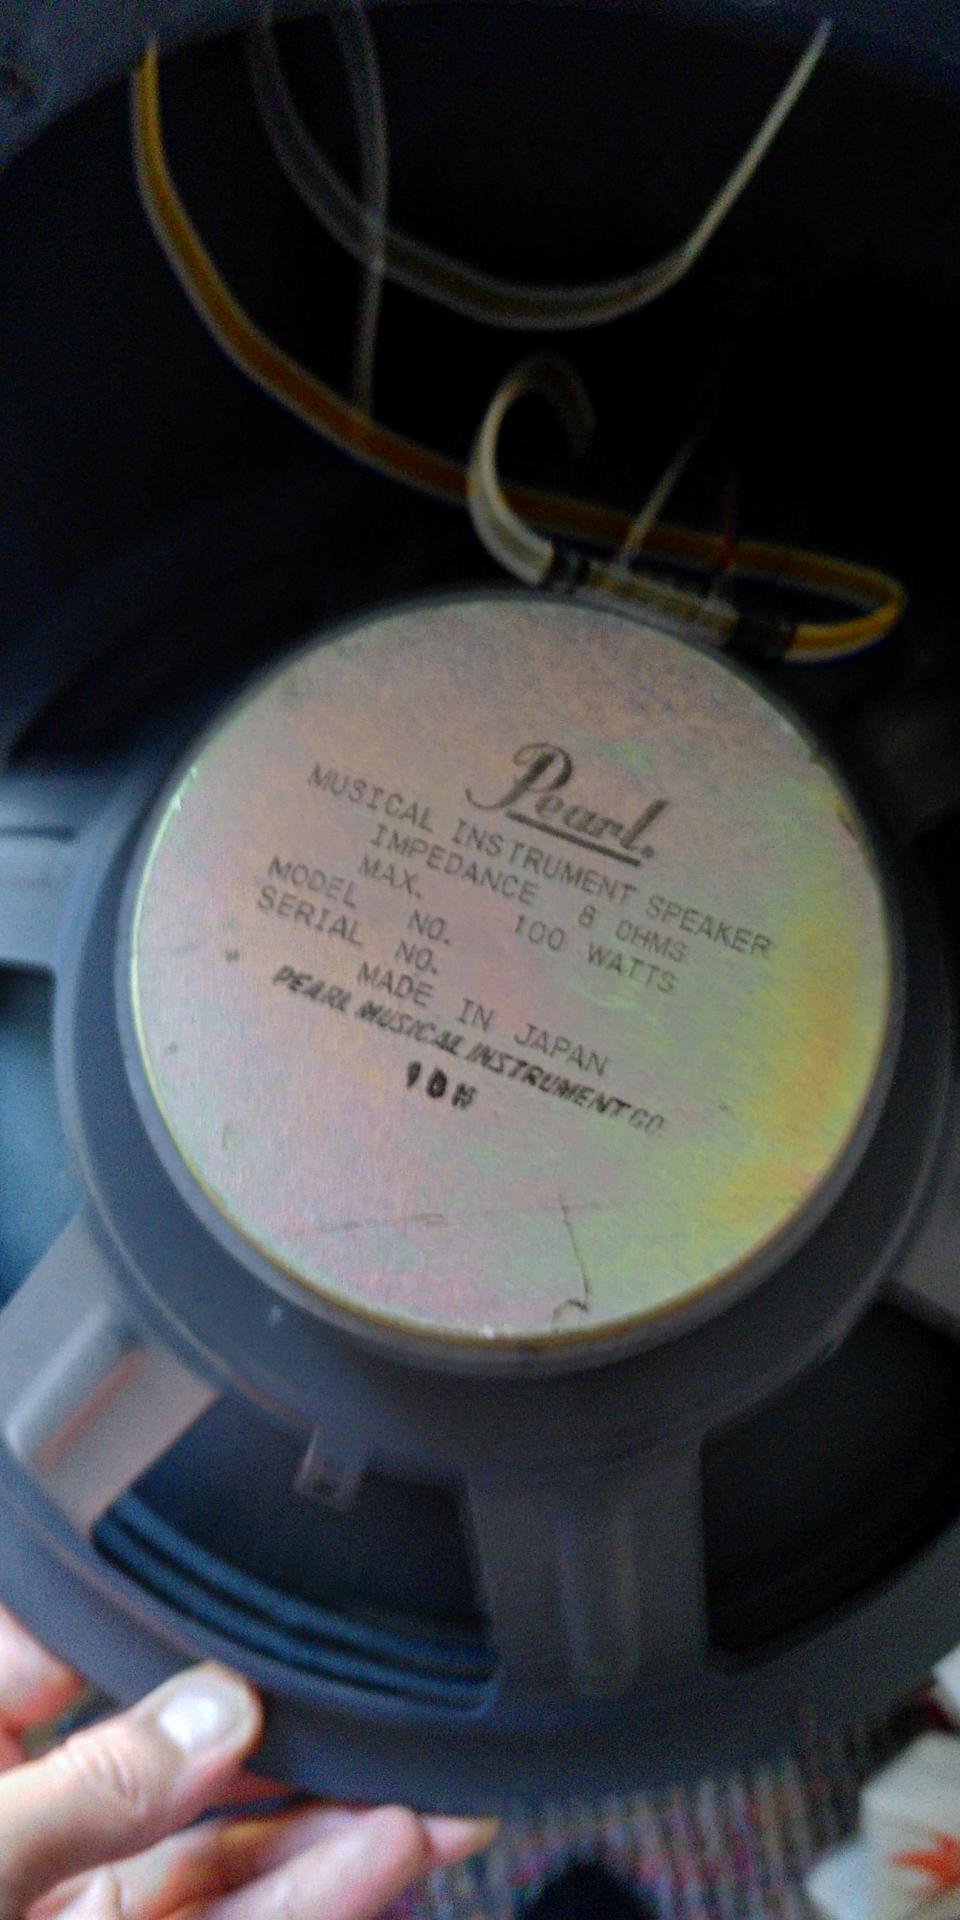 Pearl.
MUSICAL INSTRUMENT SPEAKER
IMPEDANCE 8 OHMS
MAX. 100 WATTS
MODEL NO.
SERIAL NO.
MADE IN JAPAN
PEARL MUSICAL INSTRUMENT CO.